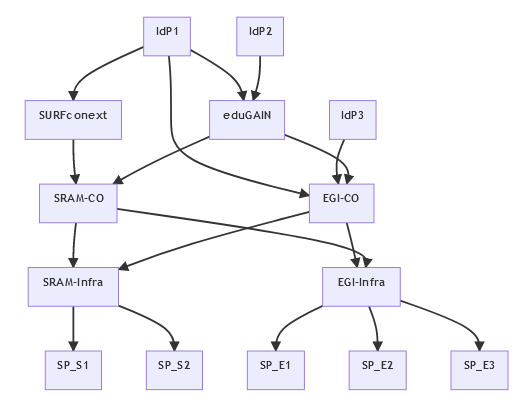 IdP1
IdP2
SURFconext
eduGAIN
IdP3
SRAM-CO
EGI-CO
SRAM-Infra
EGI-Infra
SP_S1
SP_S2
SP_E1
SP_E2
SP_E3